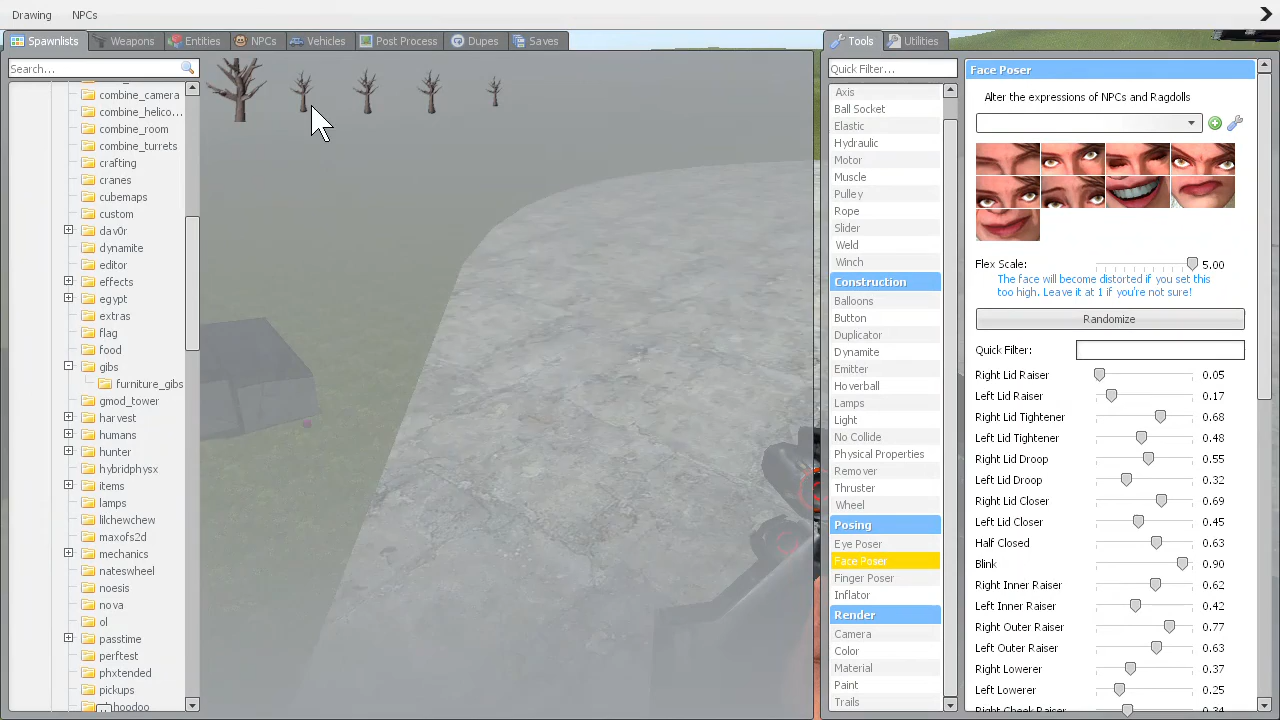 Drawing NPCs
Spawnlists Weapons Entities NPCs Vehicles Post Process Dupes Saves
Search...
combine_camera
combine_helico...
combine_room
combine_turrets
crafting
cranes
cubemaps
custom
dav0r
dynamite
editor
effects
egypt
extras
flag
food
gibs
furniture_gibs
gmod_tower
harvest
humans
hunter
hybridphysx
items
lamps
lilchewchew
maxofs2d
mechanics
nateswheel
noesis
nova
ol
passtime
perftest
phxtended
pickups
hoodoo
Tools Utilities
Quick Filter...
Axis
Ball Socket
Elastic
Hydraulic
Motor
Muscle
Pulley
Rope
Slider
Weld
Winch
Construction
Balloons
Button
Duplicator
Dynamite
Emitter
Hoverball
Lamps
Light
No Collide
Physical Properties
Remover
Thruster
Wheel
Posing
Eye Poser
Face Poser
Finger Poser
Inflator
Render
Camera
Color
Material
Paint
Trails
Face Poser
Alter the expressions of NPCs and Ragdolls
Flex Scale: 5.00
The face will become distorted if you set this
too high. Leave it at 1 if you're not sure!
Randomize
Quick Filter:
Right Lid Raiser 0.05
Left Lid Raiser 0.17
Right Lid Tightener 0.68
Left Lid Tightener 0.48
Right Lid Droop 0.55
Left Lid Droop 0.32
Right Lid Closer 0.69
Left Lid Closer 0.45
Half Closed 0.63
Blink 0.90
Right Inner Raiser 0.62
Left Inner Raiser 0.42
Right Outer Raiser 0.77
Left Outer Raiser 0.63
Right Lowerer 0.37
Left Lowerer 0.25
Right Cheek Raiser 0.34